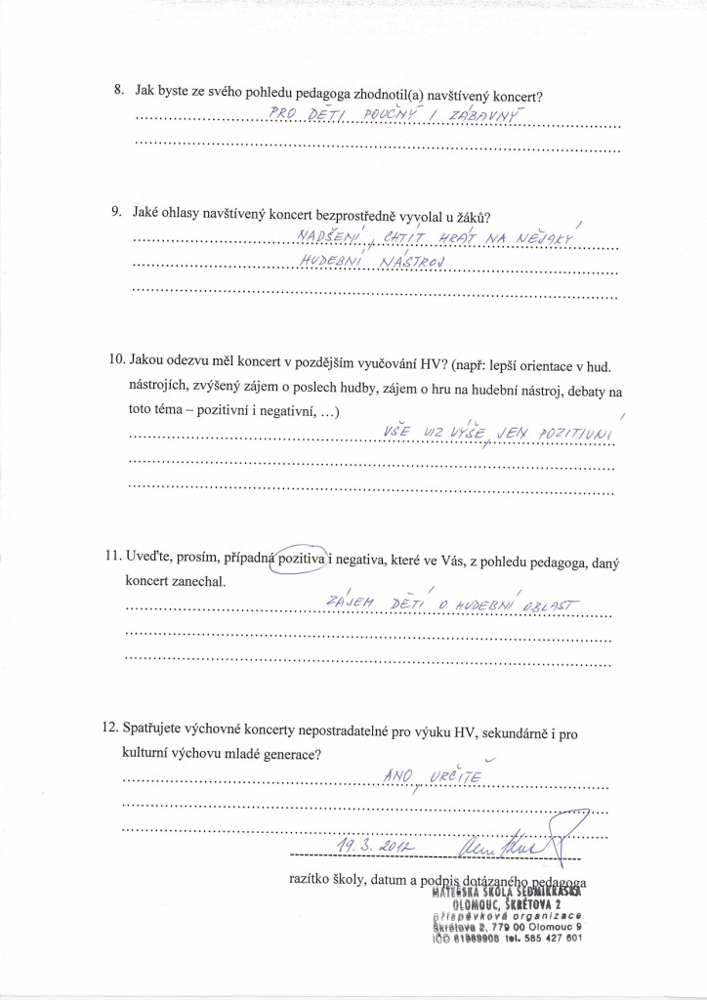 8. Jak byste ze svého pohledu pedagoga zhodnotil(a) navštívený koncert?
PRO DĚTI POUČNÝ I ZÁBAVNÝ
9. Jaké ohlasy navštívený koncert bezprostředně vyvolal u žáků?
NADŠENÍ, CHTÍT HRÁT NA NĚJAKÝ
HUDEBNÍ NÁSTROJ
10. Jakou odezvu měl koncert v pozdějším vyučování HV? (např: lepší orientace v hud.
nástrojích, zvýšený zájem o poslech hudby, zájem o hru na hudební nástroj, debaty na
toto téma – pozitivní i negativní, …)
VŠE VIZ VÝŠE, JEN POZITIVNÍ
11. Uveďte, prosím, případná pozitiva i negativa, které ve Vás, z pohledu pedagoga, daný
koncert zanechal.
ZÁJEM DĚTÍ O HUDEBNÍ OBLAST
12. Spatřujete výchovné koncerty nepostradatelné pro výuku HV, sekundárně i pro
kulturní výchovu mladé generace?
ANO, URČITĚ
19. 3. 2012
razítko školy, datum a podpis dotázaného pedagoga
MATEŘSKÁ ŠKOLA SEDMIKRÁSKA
OLOMOUC, ŠKRÉTOVA 2
příspěvková organizace
Škrétova 2, 779 00 Olomouc 9
IČO 61989908 tel. 585 427 601